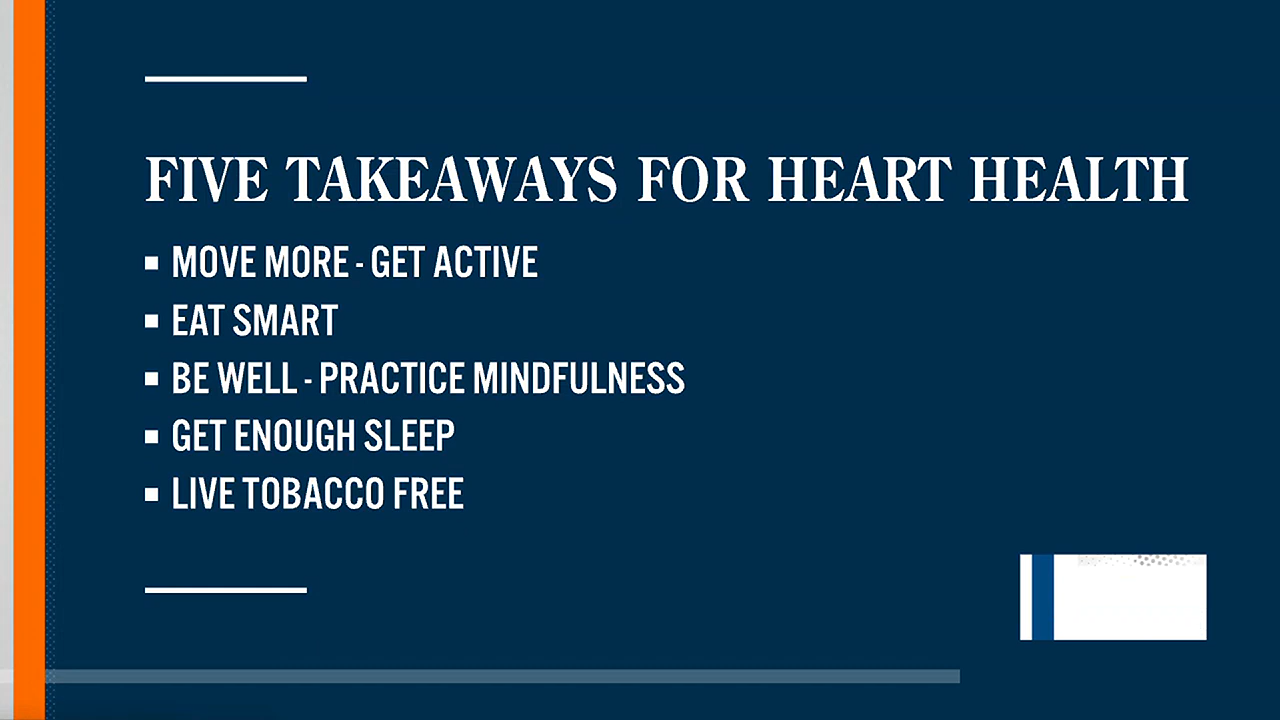 FIVE TAKEAWAYS FOR HEART HEALTH
▪ MOVE MORE - GET ACTIVE
▪ EAT SMART
▪ BE WELL - PRACTICE MINDFULNESS
▪ GET ENOUGH SLEEP
▪ LIVE TOBACCO FREE